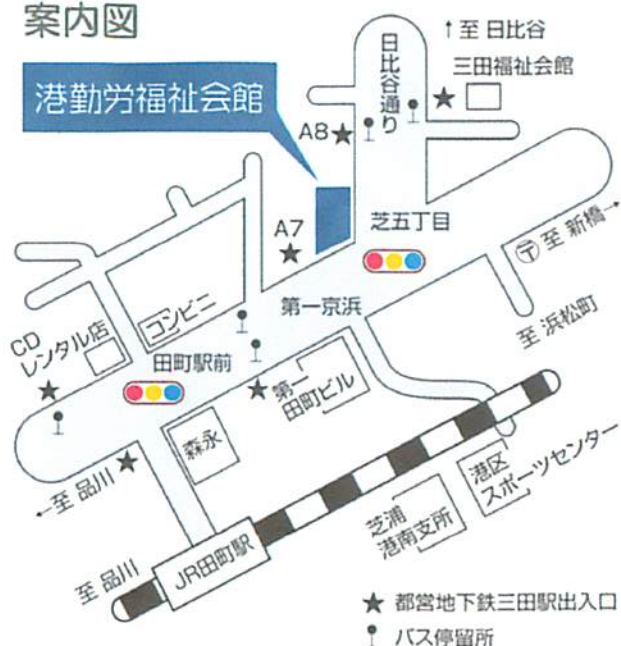 案内図
港勤労福祉会館
日比谷通り
↑至 日比谷
三田福祉会館
A8
A7
芝五丁目
〒 至 新橋→
至 浜松町
第一京浜
コンビニ
CD
レンタル店
田町駅前
第一
田町ビル
森永
←至 品川
港区
スポーツセンター
芝浦
港南支所
JR田町駅
至 品川
★ 都営地下鉄三田駅出入口
バス停留所